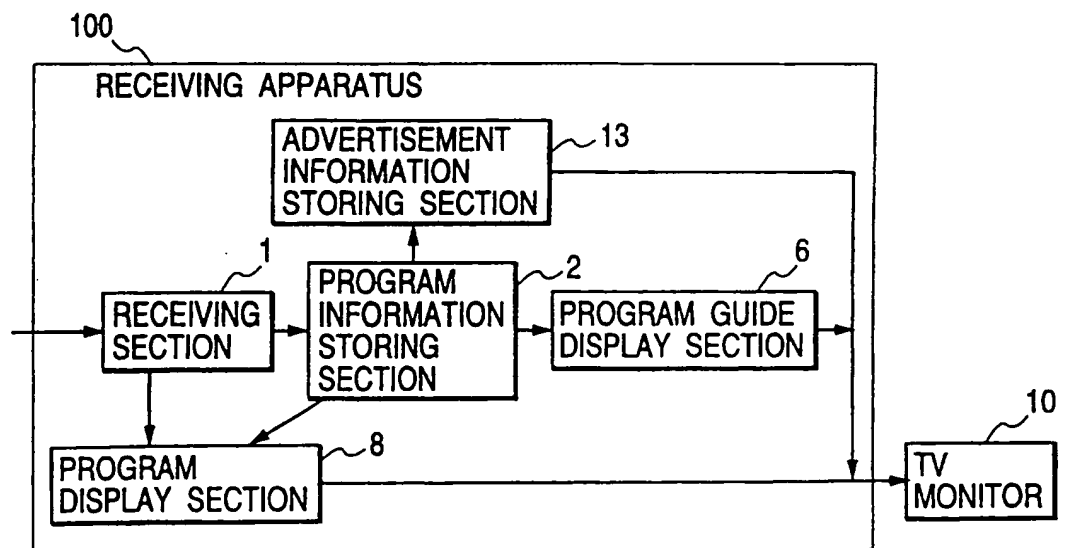 100
RECEIVING APPARATUS
ADVERTISEMENT
INFORMATION
STORING SECTION
13
1
RECEIVING
SECTION
PROGRAM
INFORMATION
STORING
SECTION
2
6
PROGRAM GUIDE
DISPLAY SECTION
PROGRAM
DISPLAY SECTION
8
10
TV
MONITOR